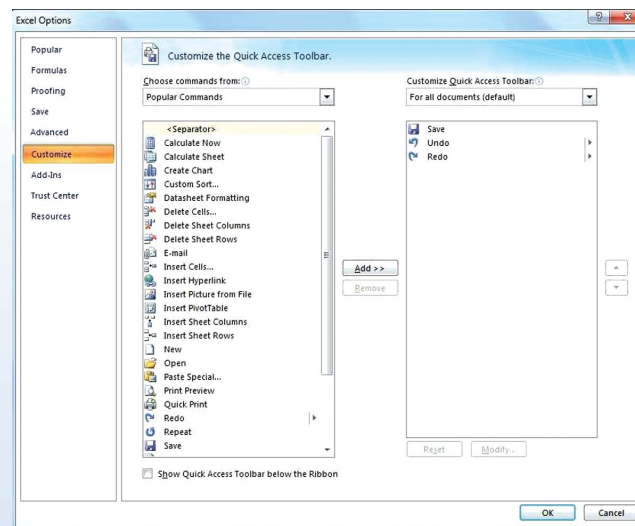 Excel Options
Popular
Formulas
Proofing
Save
Advanced
Customize
Add-Ins
Trust Center
Resources
Customize the Quick Access Toolbar.
Choose commands from:
Popular Commands
<Separator>
Calculate Now
Calculate Sheet
Create Chart
Custom Sort...
Datasheet Formatting
Delete Cells...
Delete Sheet Columns
Delete Sheet Rows
E-mail
Insert Cells...
Insert Hyperlink
Insert Picture from File
Insert PivotTable
Insert Sheet Columns
Insert Sheet Rows
New
Open
Paste Special...
Print Preview
Quick Print
Redo
Repeat
Save
Show Quick Access Toolbar below the Ribbon
Add >>
Remove
Customize Quick Access Toolbar:
For all documents (default)
Save
Undo
Redo
Reset Modify...
OK Cancel